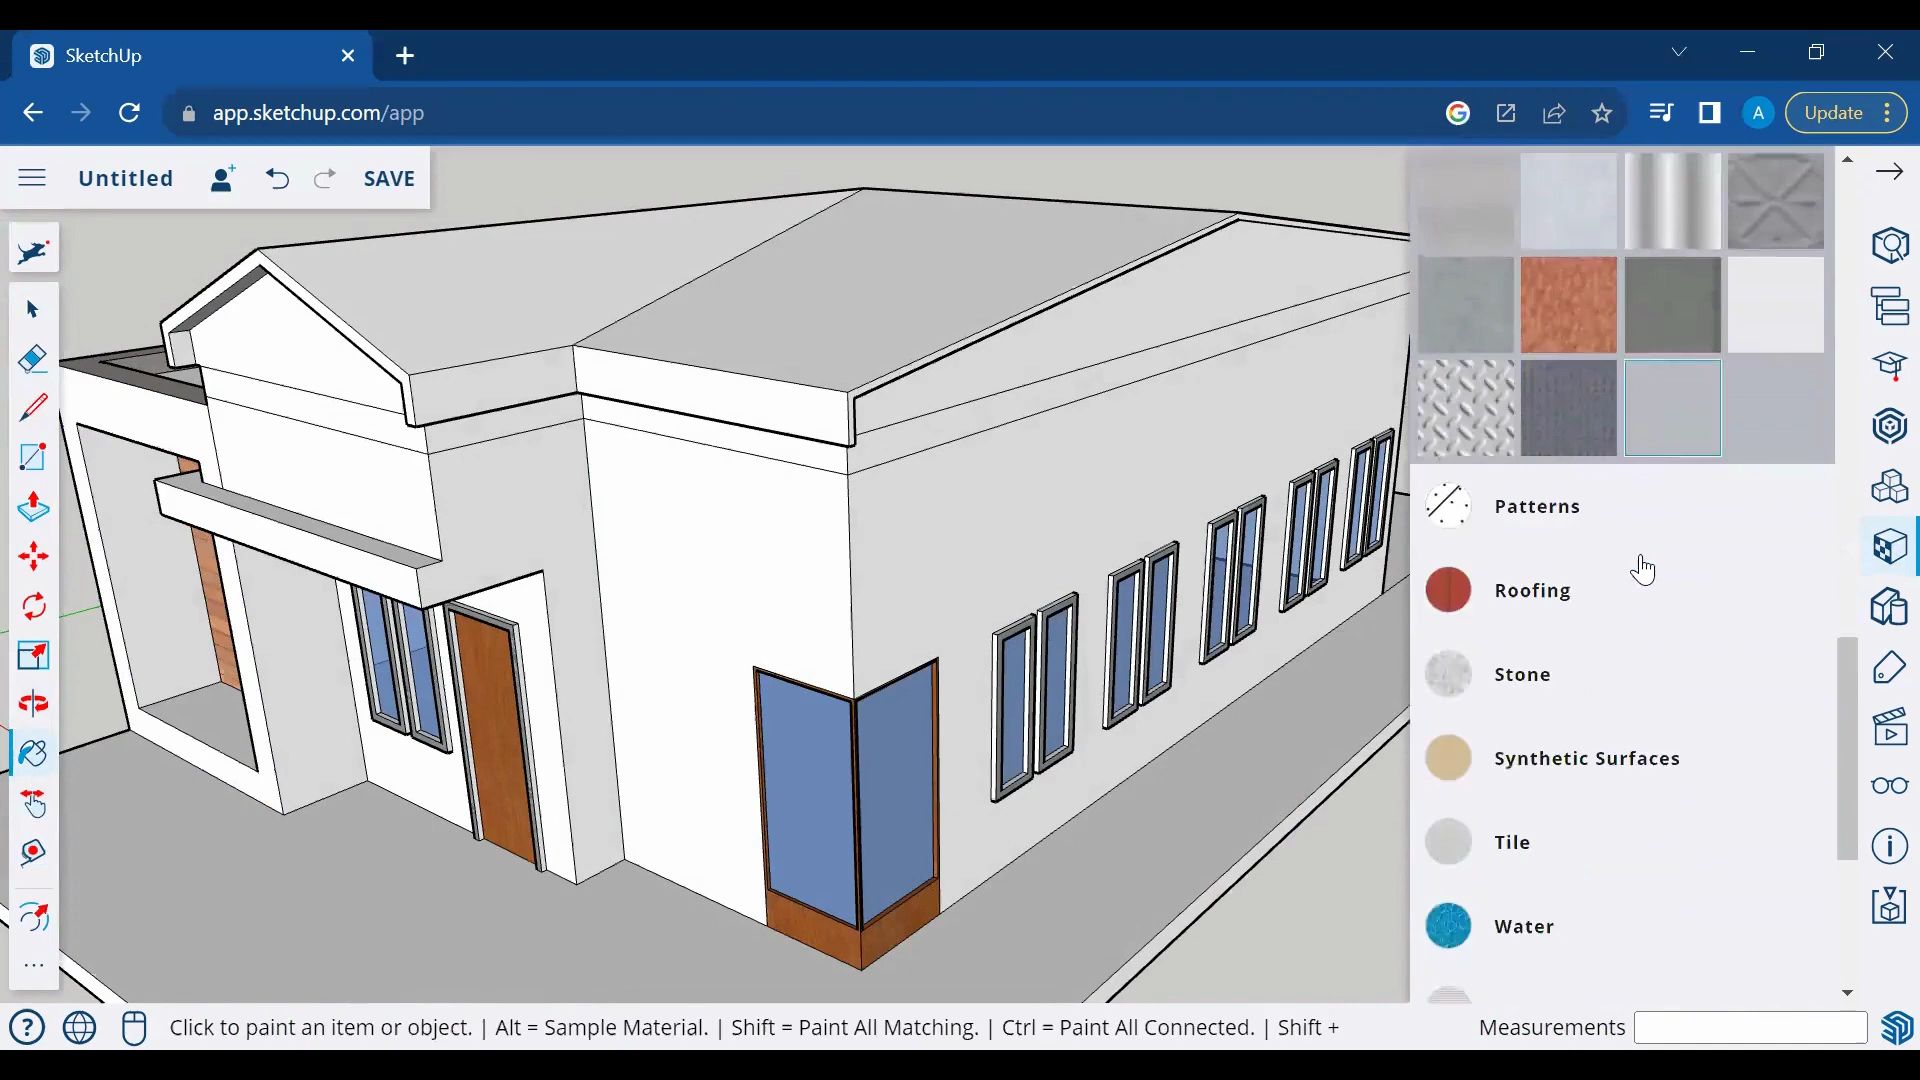 SketchUp
app.sketchup.com/app
A
Update
Untitled
SAVE
Patterns
Roofing
Stone
Synthetic Surfaces
Tile
Water
Click to paint an item or object. | Alt = Sample Material. | Shift = Paint All Matching. | Ctrl = Paint All Connected. | Shift +
Measurements